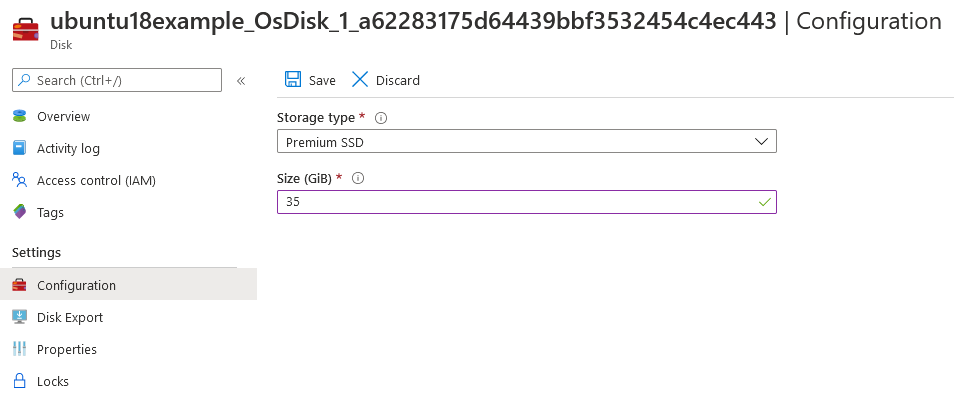 ubuntu18example_OsDisk_1_a62283175d64439bbf3532454c4ec443 | Configuration
Disk
Search (Ctrl+/)
«
Overview
Activity log
Access control (IAM)
Tags
Settings
Configuration
Disk Export
Properties
Locks
Save Discard
Storage type *
Premium SSD
Size (GiB) *
35